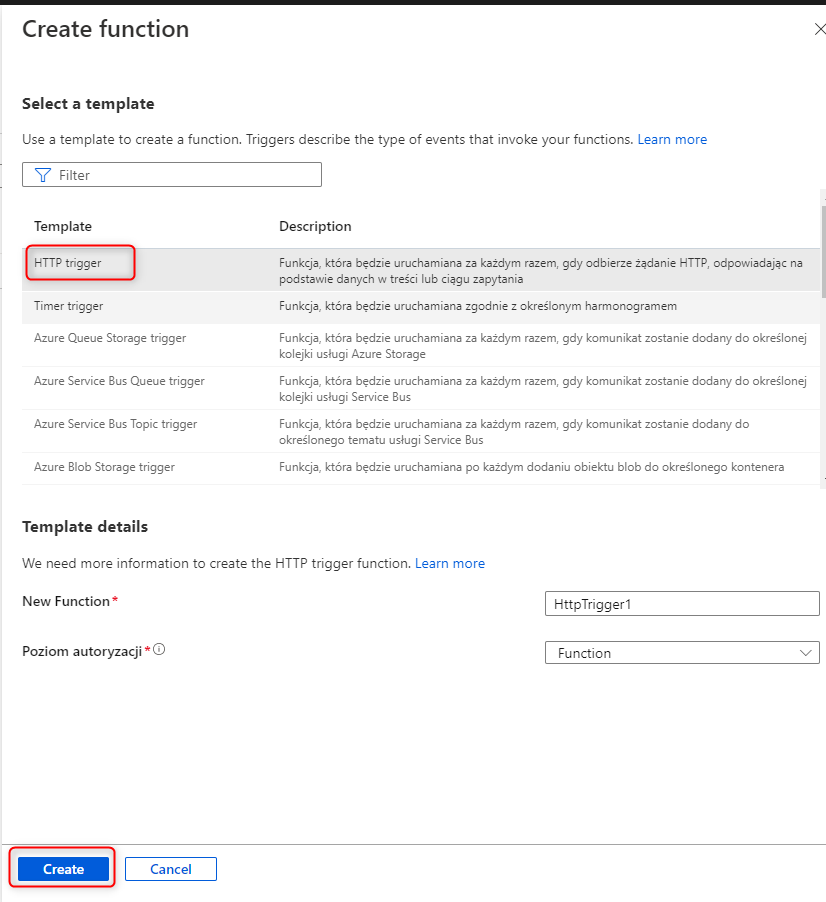 Create function
Select a template
Use a template to create a function. Triggers describe the type of events that invoke your functions. Learn more
Filter
Template Description
HTTP trigger Funkcja, która będzie uruchamiana za każdym razem, gdy odbierze żądanie HTTP, odpowiadając na
podstawie danych w treści lub ciągu zapytania
Timer trigger Funkcja, która będzie uruchamiana zgodnie z określonym harmonogramem
Azure Queue Storage trigger Funkcja, która będzie uruchamiana za każdym razem, gdy komunikat zostanie dodany do określonej
kolejki usługi Azure Storage
Azure Service Bus Queue trigger Funkcja, która będzie uruchamiana za każdym razem, gdy komunikat zostanie dodany do określonej
kolejki usługi Service Bus
Azure Service Bus Topic trigger Funkcja, która będzie uruchamiana za każdym razem, gdy komunikat zostanie dodany do
określonego tematu usługi Service Bus
Azure Blob Storage trigger Funkcja, która będzie uruchamiana po każdym dodaniu obiektu blob do określonego kontenera
Template details
We need more information to create the HTTP trigger function. Learn more
New Function* HttpTrigger1
Poziom autoryzacji* Function
Create Cancel